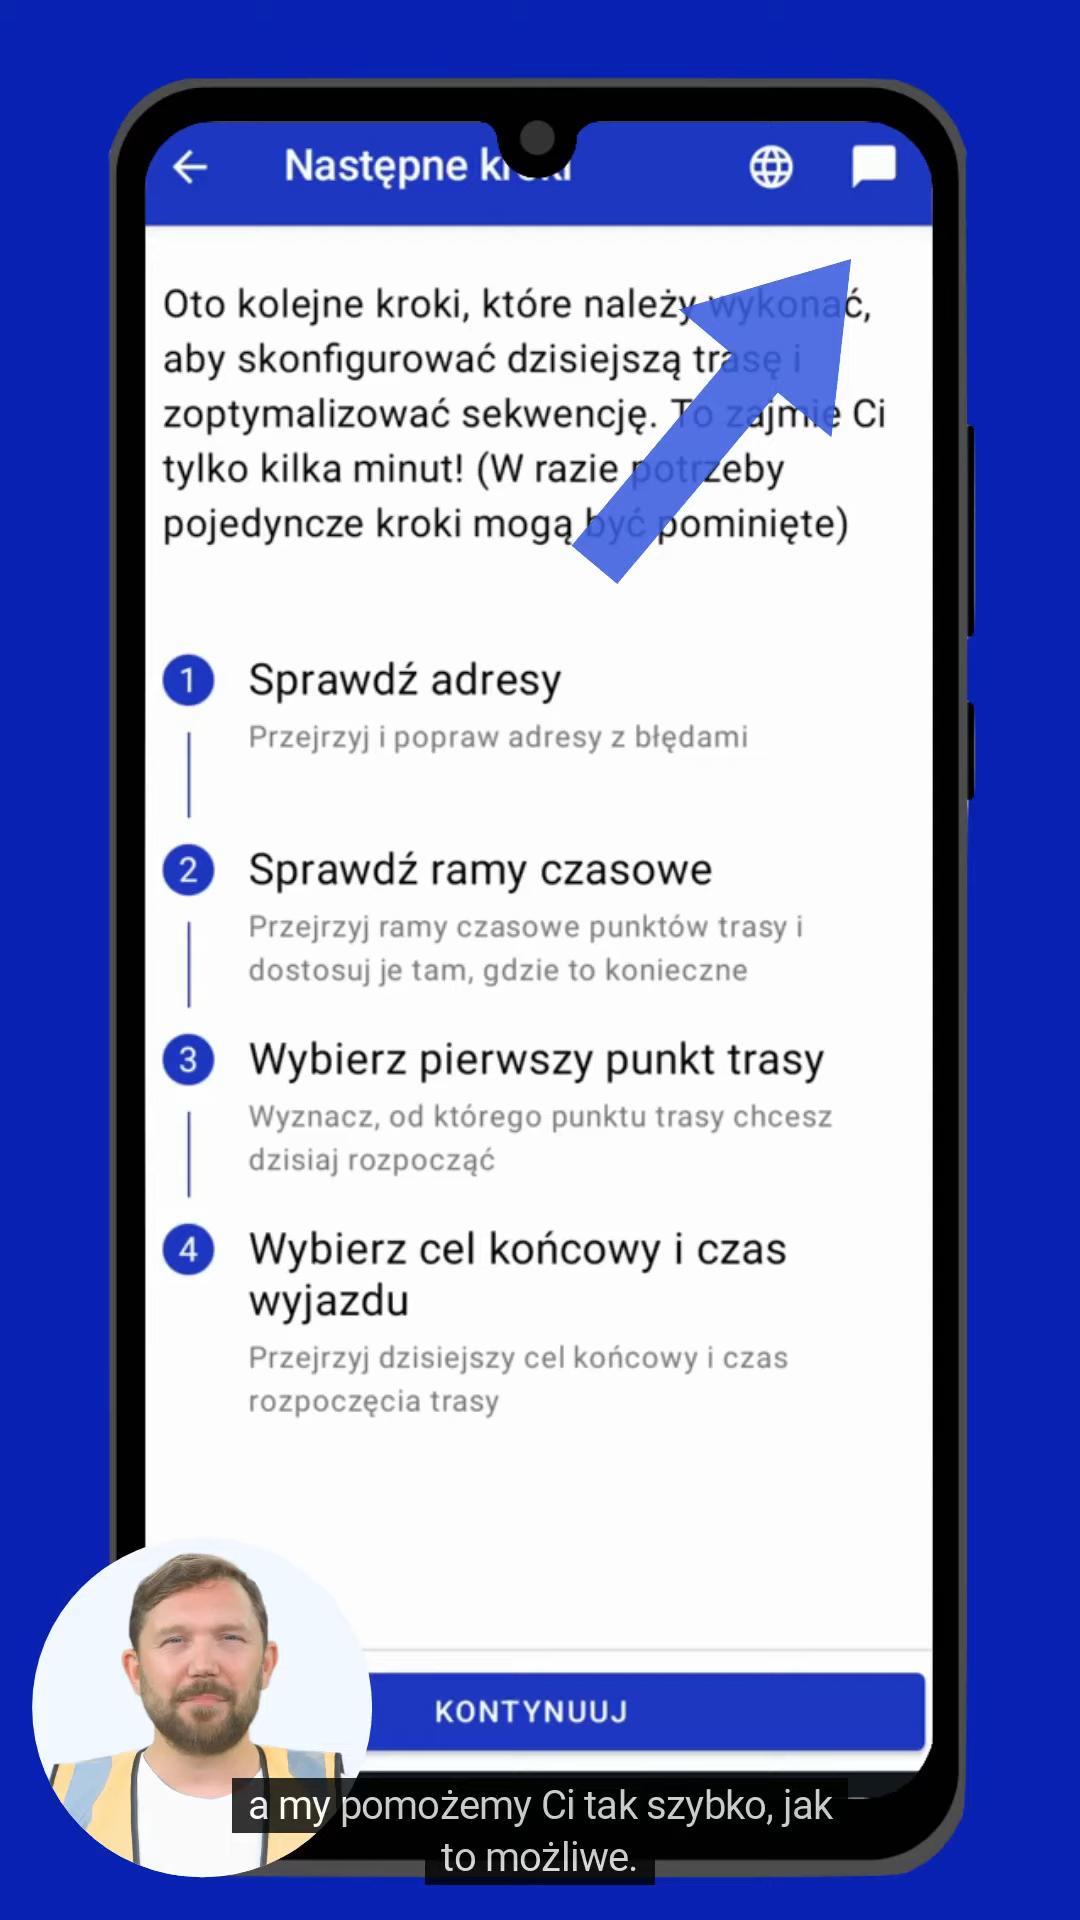 Następne kroki
Oto kolejne kroki, które należy wykonać,
aby skonfigurować dzisiejszą trasę i
zoptymalizować sekwencję. To zajmie Ci
tylko kilka minut! (W razie potrzeby
pojedyncze kroki mogą być pominięte)
1 Sprawdź adresy
Przejrzyj i popraw adresy z błędami
2 Sprawdź ramy czasowe
Przejrzyj ramy czasowe punktów trasy i
dostosuj je tam, gdzie to konieczne
3 Wybierz pierwszy punkt trasy
Wyznacz, od którego punktu trasy chcesz
dzisiaj rozpocząć
4 Wybierz cel końcowy i czas
wyjazdu
Przejrzyj dzisiejszy cel końcowy i czas
rozpoczęcia trasy
KONTYNUUJ
a my pomożemy Ci tak szybko, jak
to możliwe.